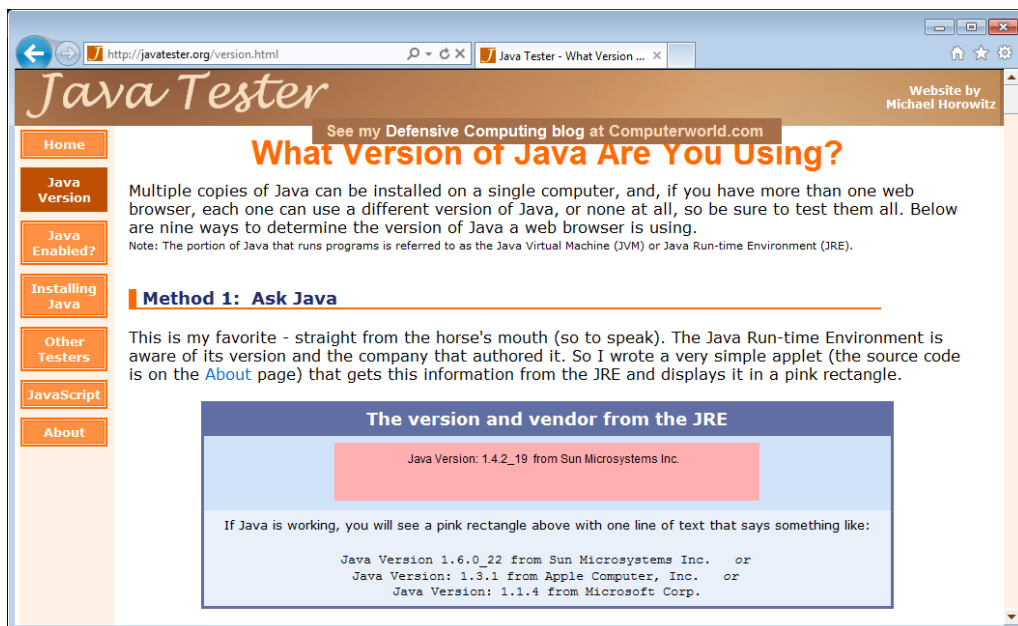 http://javatester.org/version.html
Java Tester - What Version ...
Java Tester
Website by
Michael Horowitz
See my Defensive Computing blog at Computerworld.com
Home
Java
Version
Java
Enabled?
Installing
Java
Other
Testers
JavaScript
About
What Version of Java Are You Using?
Multiple copies of Java can be installed on a single computer, and, if you have more than one web
browser, each one can use a different version of Java, or none at all, so be sure to test them all. Below
are nine ways to determine the version of Java a web browser is using.
Note: The portion of Java that runs programs is referred to as the Java Virtual Machine (JVM) or Java Run-time Environment (JRE).
Method 1: Ask Java
This is my favorite - straight from the horse's mouth (so to speak). The Java Run-time Environment is
aware of its version and the company that authored it. So I wrote a very simple applet (the source code
is on the About page) that gets this information from the JRE and displays it in a pink rectangle.
The version and vendor from the JRE
Java Version: 1.4.2_19 from Sun Microsystems Inc.
If Java is working, you will see a pink rectangle above with one line of text that says something like:
Java Version 1.6.0_22 from Sun Microsystems Inc. or
Java Version: 1.3.1 from Apple Computer, Inc. or
Java Version: 1.1.4 from Microsoft Corp.